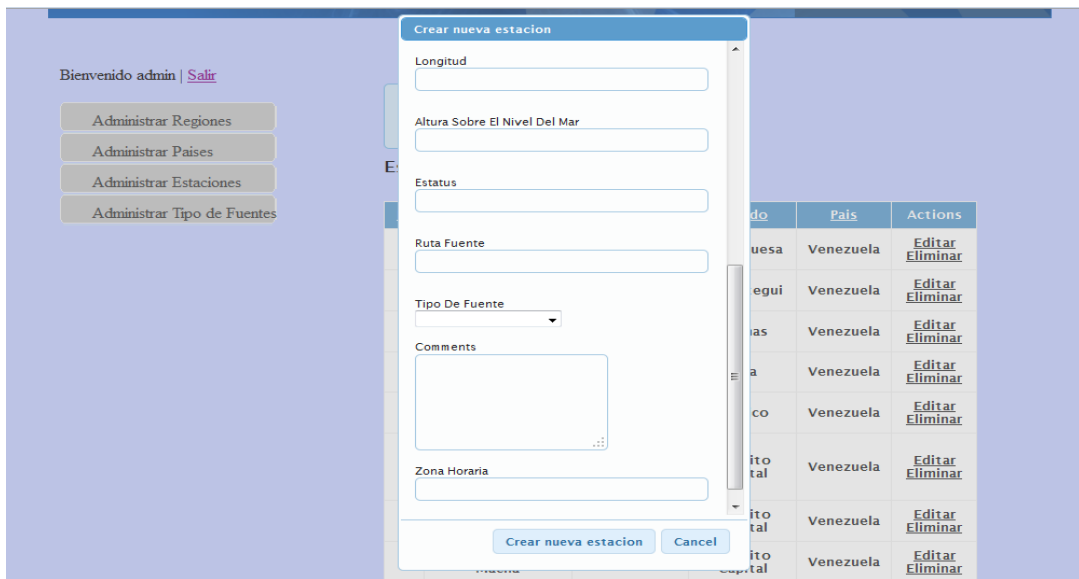 Crear nueva estacion
Bienvenido admin | Salir
Administrar Regiones
Administrar Paises
Administrar Estaciones
Administrar Tipo de Fuentes
Longitud
Altura Sobre El Nivel Del Mar
Estatus
Ruta Fuente
Tipo De Fuente
Comments
Zona Horaria
Crear nueva estacion Cancel
Pais Actions
Venezuela Editar
Eliminar
Venezuela Editar
Eliminar
Venezuela Editar
Eliminar
Venezuela Editar
Eliminar
Venezuela Editar
Eliminar
Venezuela Editar
Eliminar
Venezuela Editar
Eliminar
Venezuela Editar
Eliminar